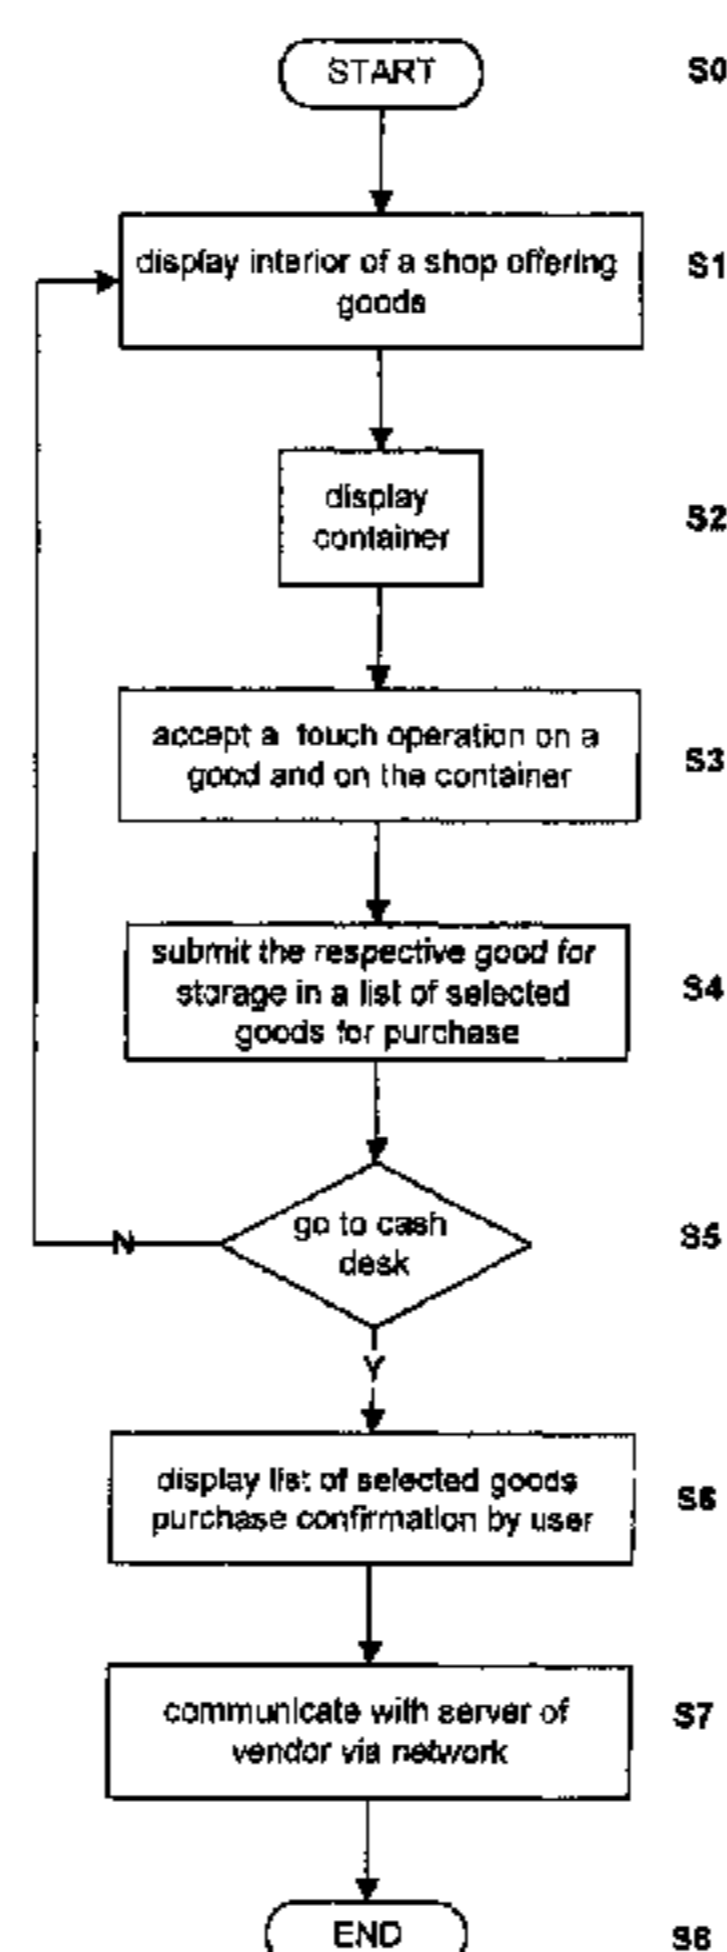 START
S0
display interior of a shop offering
goods
S1
display
container
S2
accept a touch operation on a
good and on the container
S3
submit the respective good for
storage in a list of selected
goods for purchase
S4
go to cash
desk
S5
N
Y
display list of selected goods
purchase confirmation by user
S6
communicate with server of
vendor via network
S7
END
S8